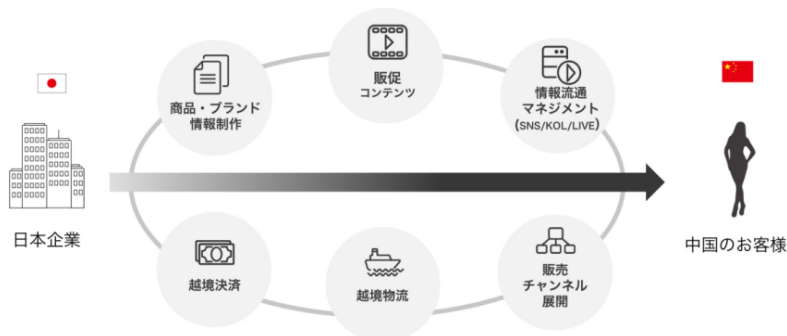 商品・ブランド
情報制作
販促
コンテンツ
情報流通
マネジメント
(SNS/KOL/LIVE)
日本企業
中国のお客様
越境決済
越境物流
販売
チャンネル
展開